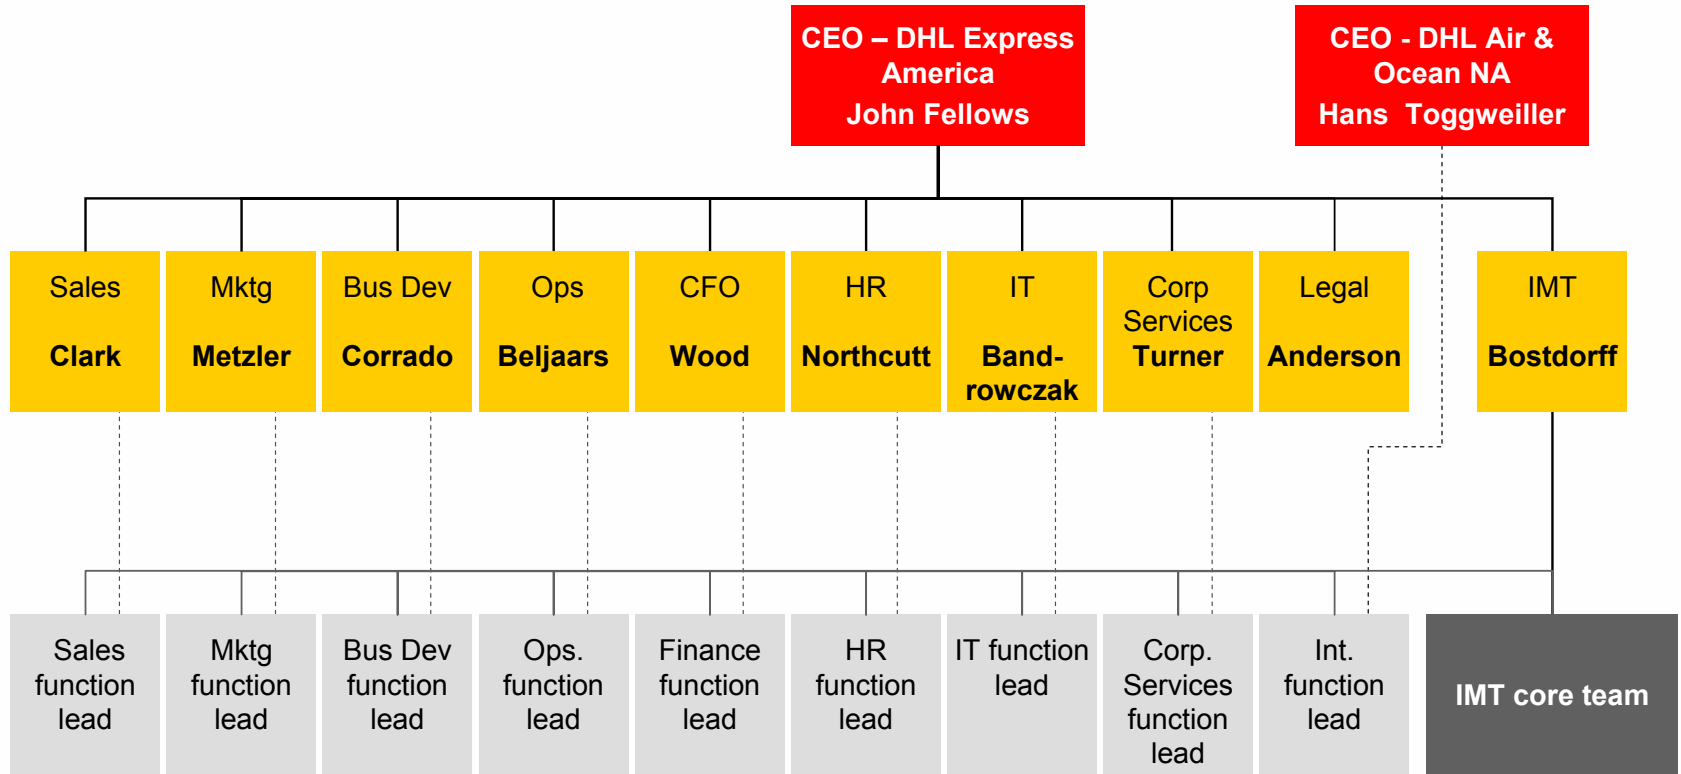 CEO – DHL Express
America
John Fellows
CEO - DHL Air &
Ocean NA
Hans Toggweiller
Sales
Clark
Mktg
Metzler
Bus Dev
Corrado
Ops
Beljaars
CFO
Wood
HR
Northcutt
IT
Band-
rowczak
Corp
Services
Turner
Legal
Anderson
IMT
Bostdorff
Sales
function
lead
Mktg
function
lead
Bus Dev
function
lead
Ops.
function
lead
Finance
function
lead
HR
function
lead
IT function
lead
Corp.
Services
function
lead
Int.
function
lead
IMT core team